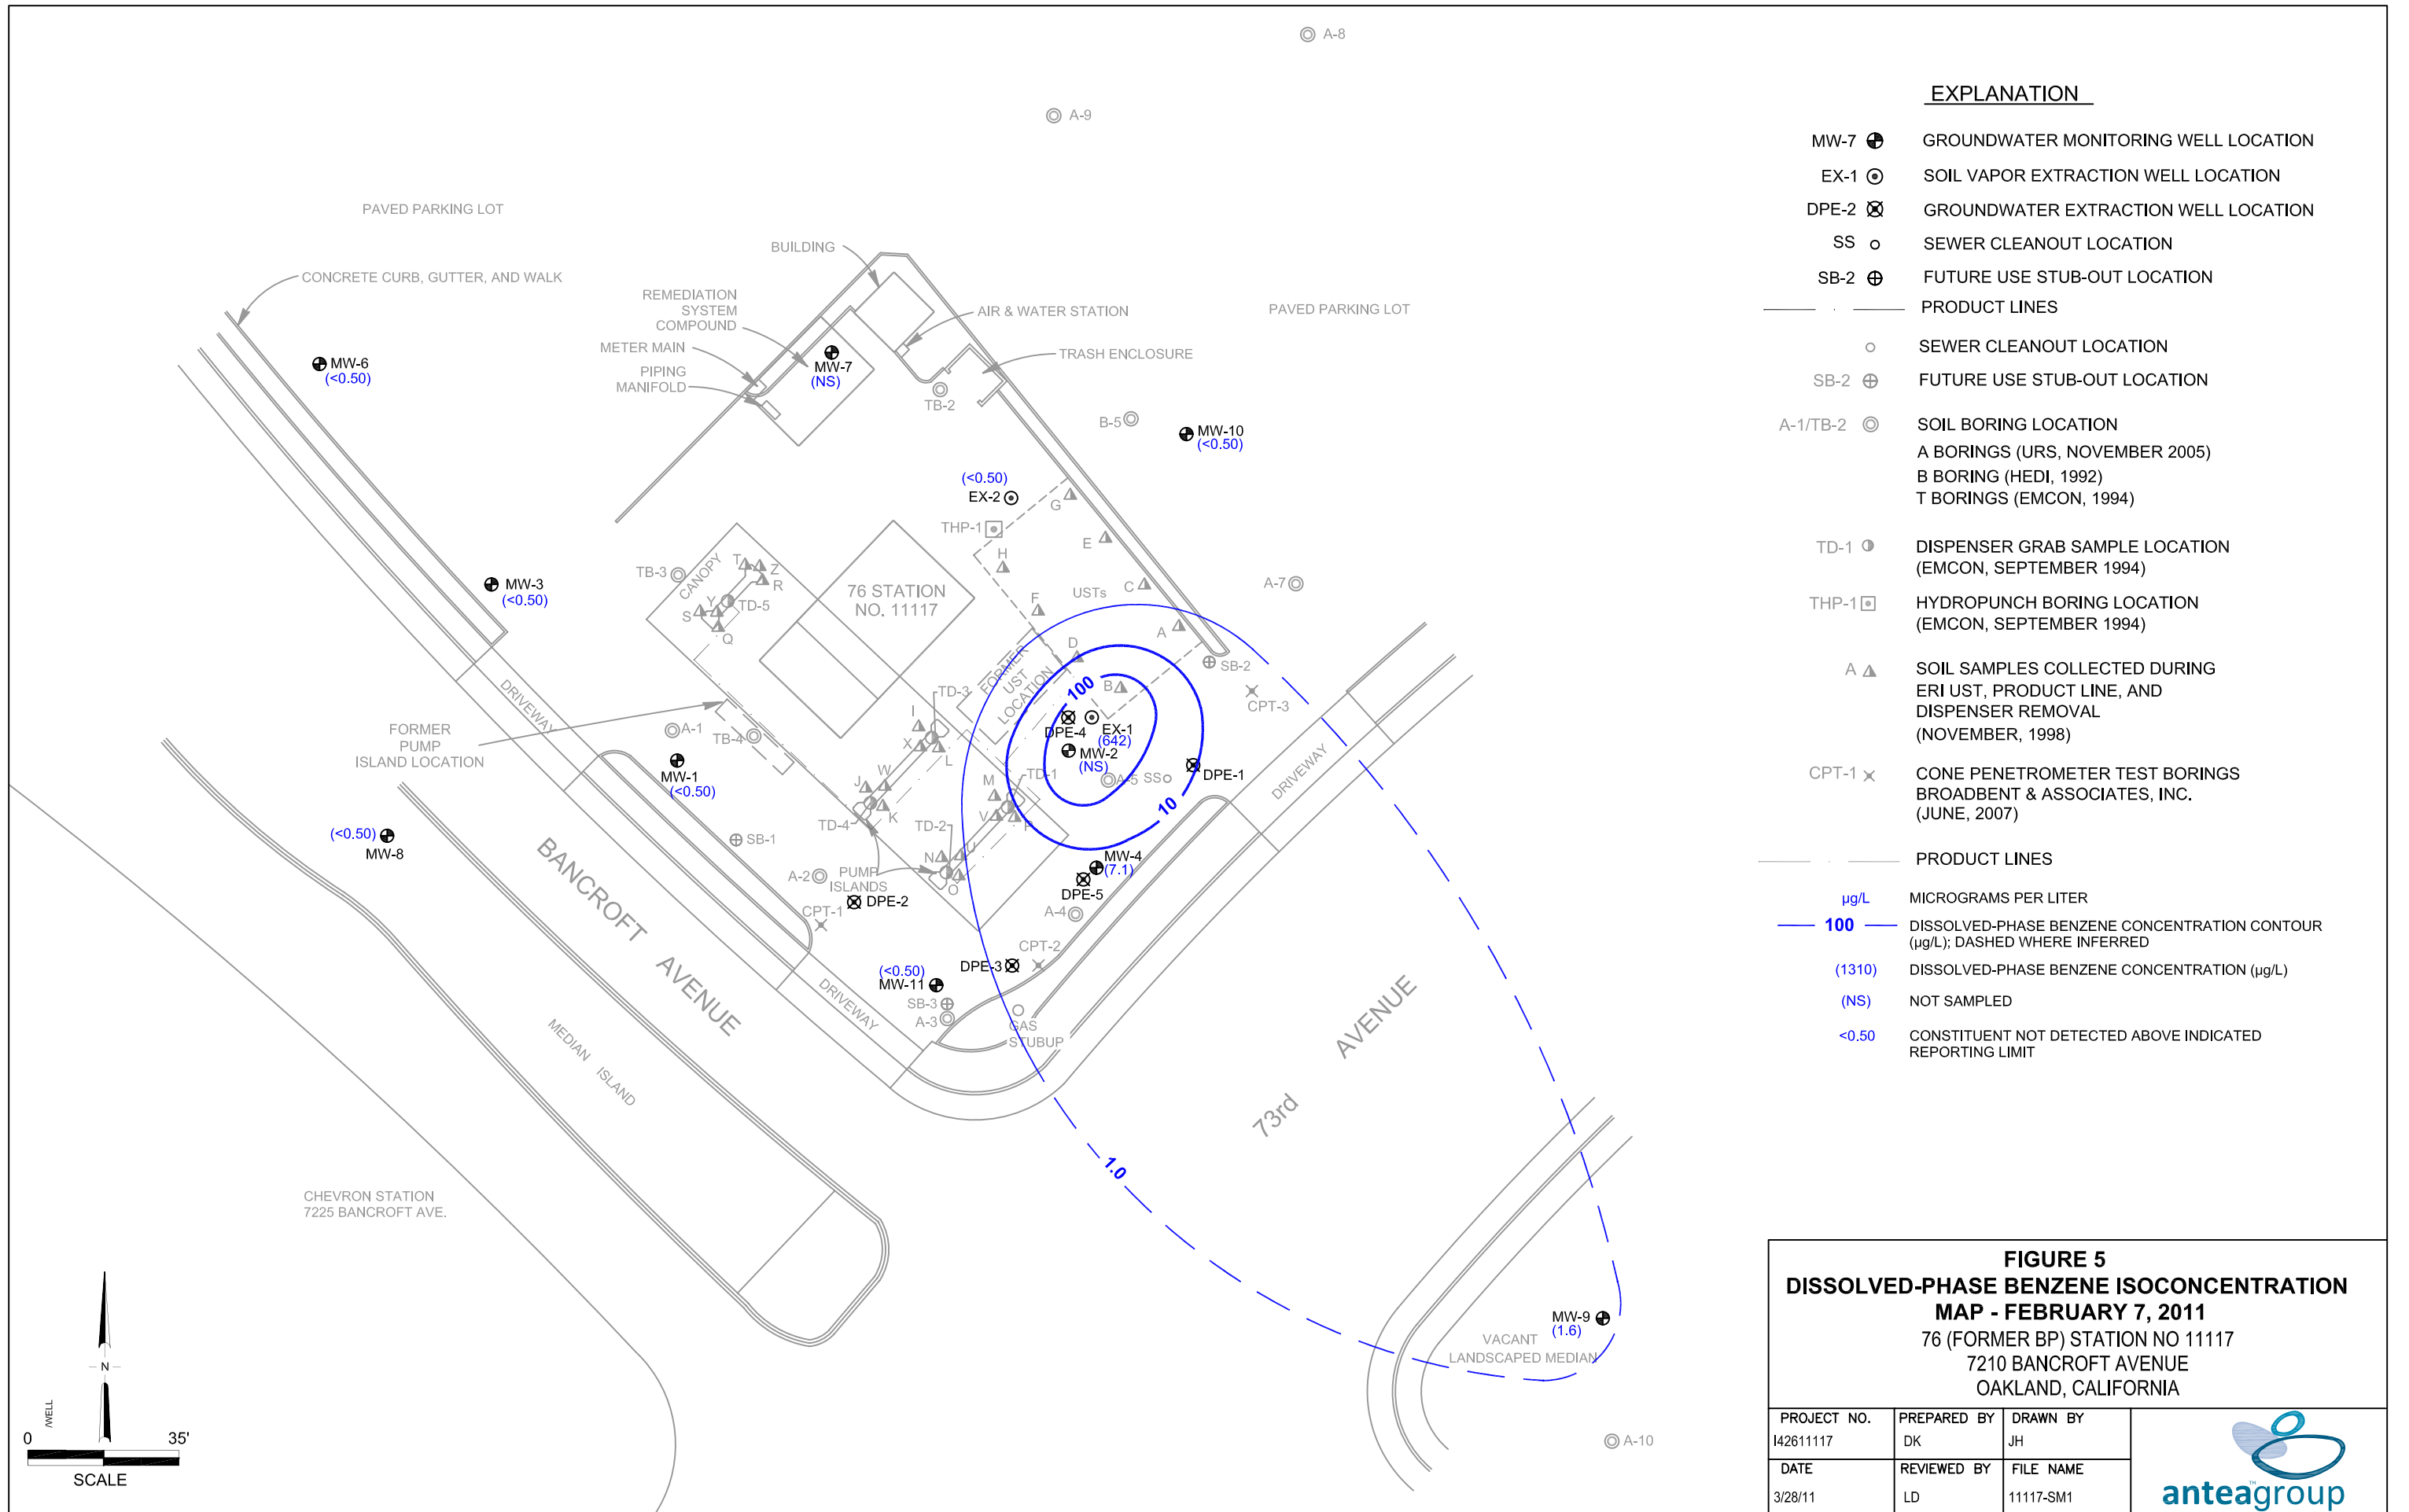 A-8
A-9
PAVED PARKING LOT
BUILDING
CONCRETE CURB, GUTTER, AND WALK
REMEDIATION
SYSTEM
COMPOUND
AIR & WATER STATION
PAVED PARKING LOT
METER MAIN
TRASH ENCLOSURE
PIPING
MANIFOLD
MW-6
(<0.50)
MW-7
(NS)
TB-2
B-5
MW-10
(<0.50)
(<0.50)
EX-2
G
THP-1
E
H
TB-3
CANOPY
T
Z
R
Y
TD-5
S
Q
76 STATION
NO. 11117
F
USTs
C
A-7
MW-3
(<0.50)
A
D
SB-2
FORMER
UST
LOCATION
TD-3
B
100
CPT-3
DRIVEWAY
FORMER
PUMP
ISLAND LOCATION
A-1
TB-4
I
X
L
DPE-4
EX-1
(642)
MW-2
(NS)
MW-1
(<0.50)
W
J
K
M
TD-1
A-5
SS
DPE-1
DRIVEWAY
10
V
P
TD-4
TD-2
(<0.50)
MW-8
SB-1
N
U
O
MW-4
(7.1)
DPE-5
A-2
PUMP
ISLANDS
DPE-2
CPT-1
A-4
BANCROFT AVENUE
CPT-2
DPE-3
(<0.50)
MW-11
SB-3
A-3
GAS
STUBUP
DRIVEWAY
MEDIAN ISLAND
73rd AVENUE
1.0
CHEVRON STATION
7225 BANCROFT AVE.
MW-9
(1.6)
VACANT
LANDSCAPED MEDIAN
A-10
N
/WELL
0 35'
SCALE
EXPLANATION
MW-7 GROUNDWATER MONITORING WELL LOCATION
EX-1 SOIL VAPOR EXTRACTION WELL LOCATION
DPE-2 GROUNDWATER EXTRACTION WELL LOCATION
SS SEWER CLEANOUT LOCATION
SB-2 FUTURE USE STUB-OUT LOCATION
PRODUCT LINES
SEWER CLEANOUT LOCATION
SB-2 FUTURE USE STUB-OUT LOCATION
A-1/TB-2 SOIL BORING LOCATION
A BORINGS (URS, NOVEMBER 2005)
B BORING (HEDI, 1992)
T BORINGS (EMCON, 1994)
TD-1 DISPENSER GRAB SAMPLE LOCATION
(EMCON, SEPTEMBER 1994)
THP-1 HYDROPUNCH BORING LOCATION
(EMCON, SEPTEMBER 1994)
A SOIL SAMPLES COLLECTED DURING
ERI UST, PRODUCT LINE, AND
DISPENSER REMOVAL
(NOVEMBER, 1998)
CPT-1 CONE PENETROMETER TEST BORINGS
BROADBENT & ASSOCIATES, INC.
(JUNE, 2007)
PRODUCT LINES
µg/L MICROGRAMS PER LITER
100 DISSOLVED-PHASE BENZENE CONCENTRATION CONTOUR
(µg/L); DASHED WHERE INFERRED
(1310) DISSOLVED-PHASE BENZENE CONCENTRATION (µg/L)
(NS) NOT SAMPLED
<0.50 CONSTITUENT NOT DETECTED ABOVE INDICATED
REPORTING LIMIT
FIGURE 5
DISSOLVED-PHASE BENZENE ISOCONCENTRATION
MAP - FEBRUARY 7, 2011
76 (FORMER BP) STATION NO 11117
7210 BANCROFT AVENUE
OAKLAND, CALIFORNIA
PROJECT NO. PREPARED BY DRAWN BY
I42611117 DK JH
DATE REVIEWED BY FILE NAME
3/28/11 LD 11117-SM1
anteagroup